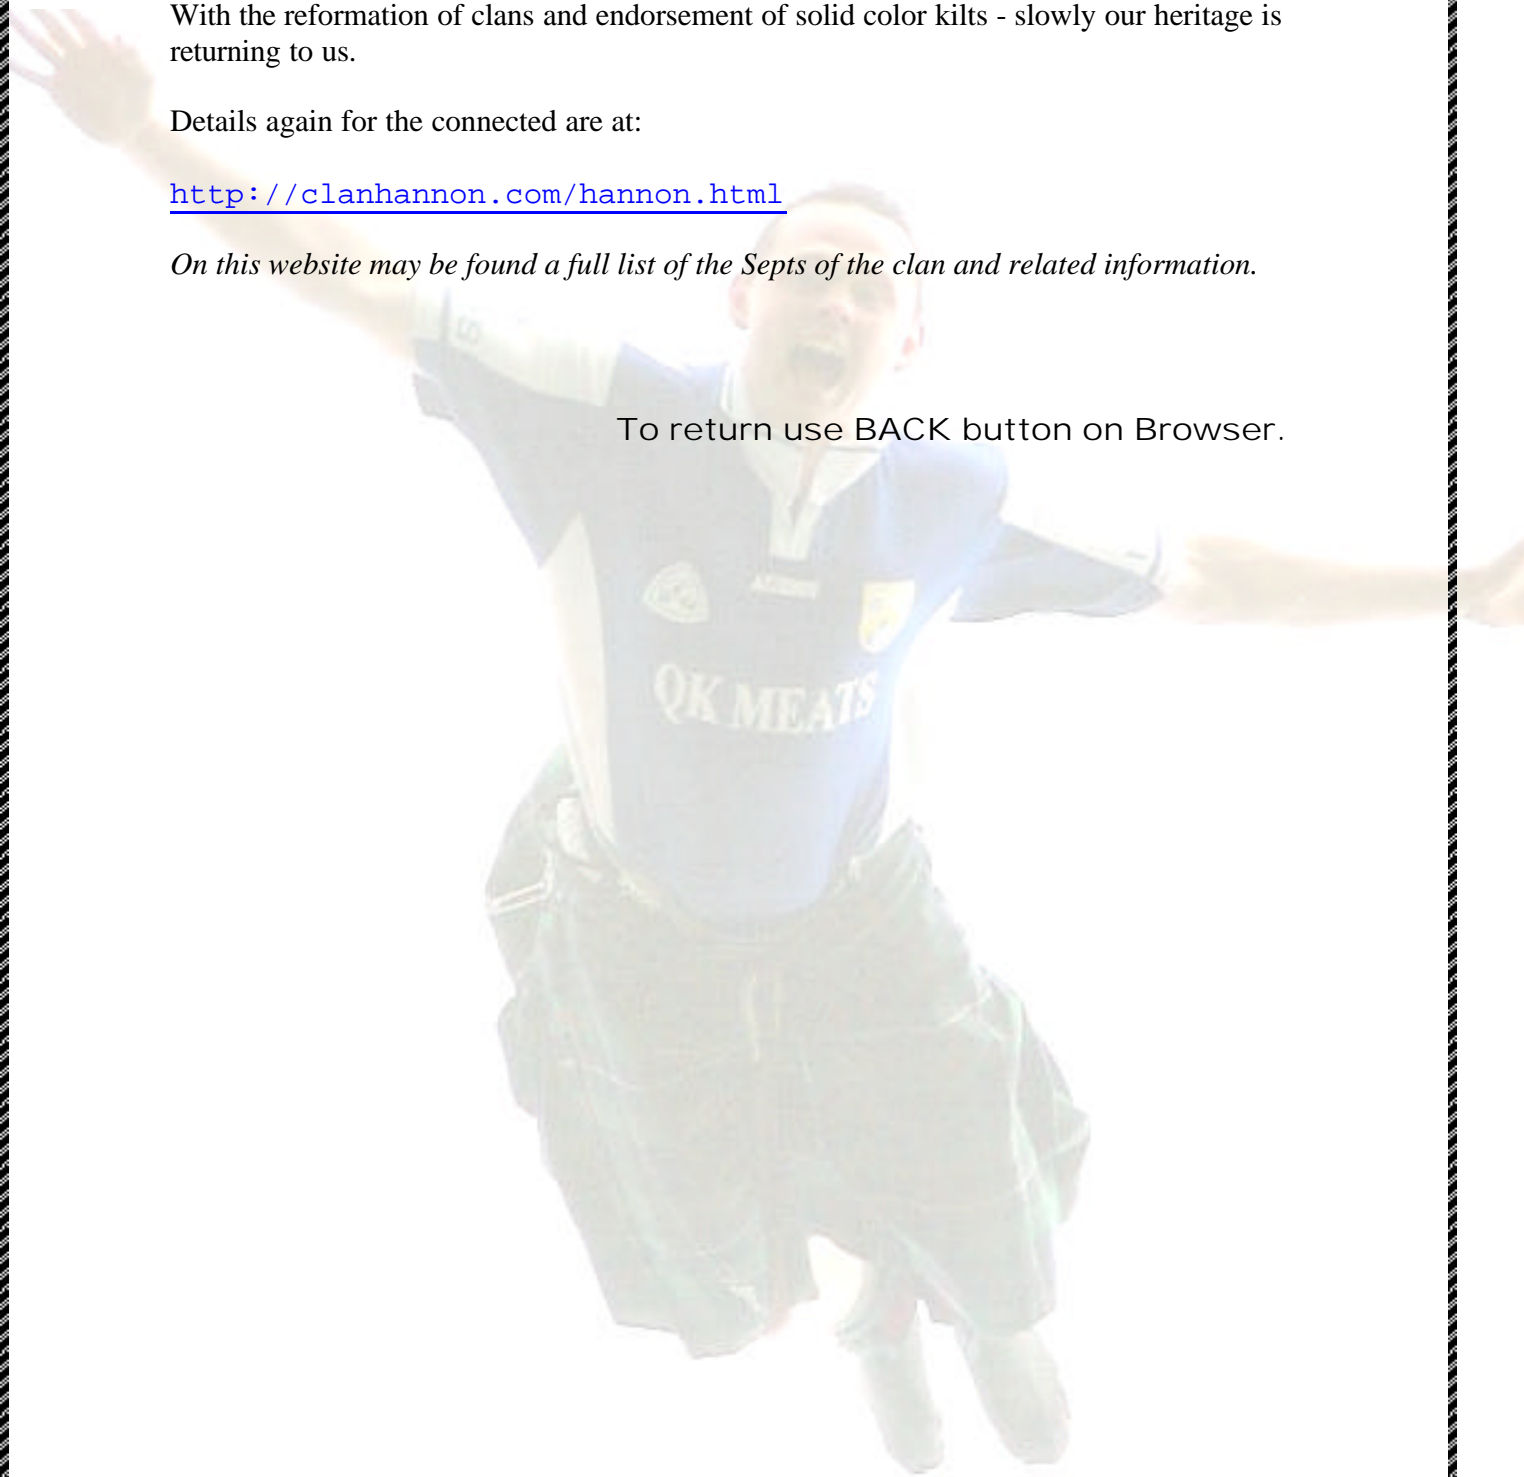 With the reformation of clans and endorsement of solid color kilts - slowly our heritage is
returning to us.
Details again for the connected are at:
http://clanhannon.com/hannon.html
On this website may be found a full list of the Septs of the clan and related information.
To return use BACK button on Browser.
QK MEATS